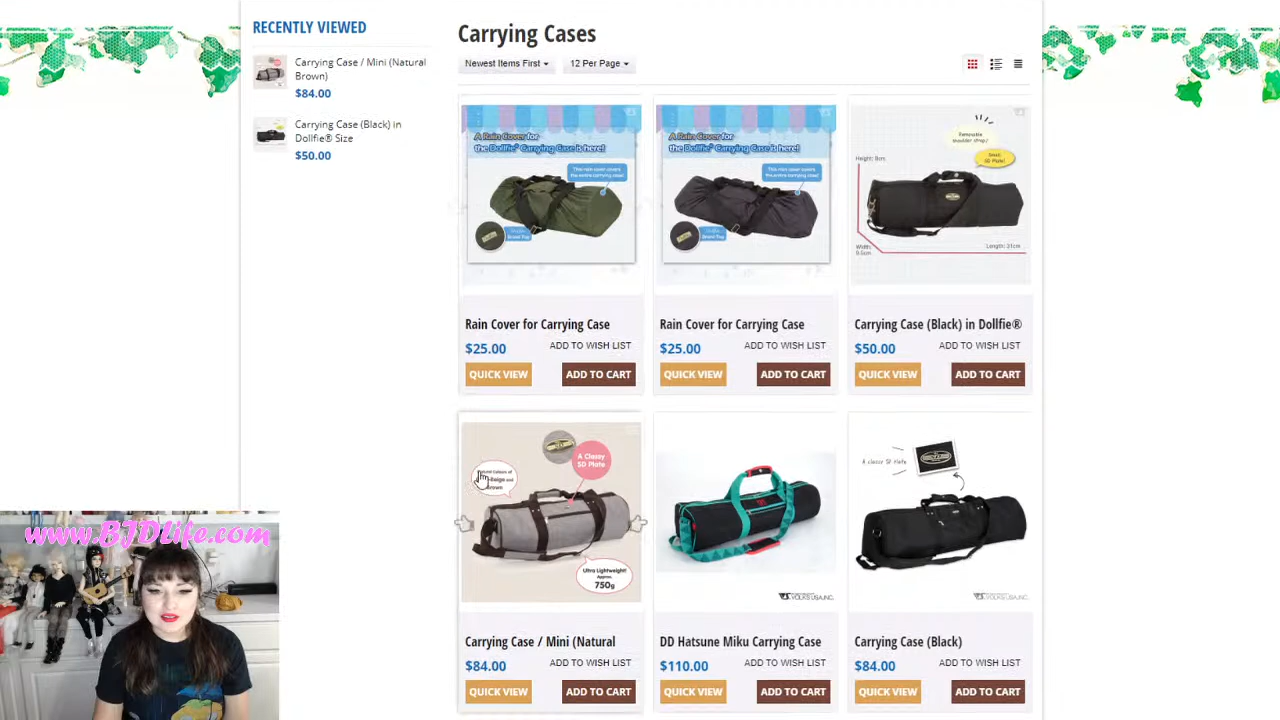 RECENTLY VIEWED
Carrying Case / Mini (Natural
Brown)
$84.00
Carrying Case (Black) in
Dollfie® Size
$50.00
Carrying Cases
Newest Items First
12 Per Page
A Rain Cover for
the Dollfie® Carrying Case is here!
This rain cover
covers the
entire carrying case!
A Rain Cover for
the Dollfie® Carrying Case is here!
This rain cover
covers the
entire carrying case!
Removable
shoulder strap!
Small
SD Plate!
Height: 8cm
Width:
Length: 31cm
Rain Cover for Carrying Case
$25.00
ADD TO WISH LIST
QUICK VIEW
ADD TO CART
Rain Cover for Carrying Case
$25.00
ADD TO WISH LIST
QUICK VIEW
ADD TO CART
Carrying Case (Black) in Dollfie®
$50.00
ADD TO WISH LIST
QUICK VIEW
ADD TO CART
A Classy
SD Plate
Ultra Lightweight!
Approx.
750g
VOLKS USA,INC.
A classy SD Plate
VOLKS USA,INC.
Carrying Case / Mini (Natural
$84.00
ADD TO WISH LIST
QUICK VIEW
ADD TO CART
DD Hatsune Miku Carrying Case
$110.00
ADD TO WISH LIST
QUICK VIEW
ADD TO CART
Carrying Case (Black)
$84.00
ADD TO WISH LIST
QUICK VIEW
ADD TO CART
www.BJDLife.com